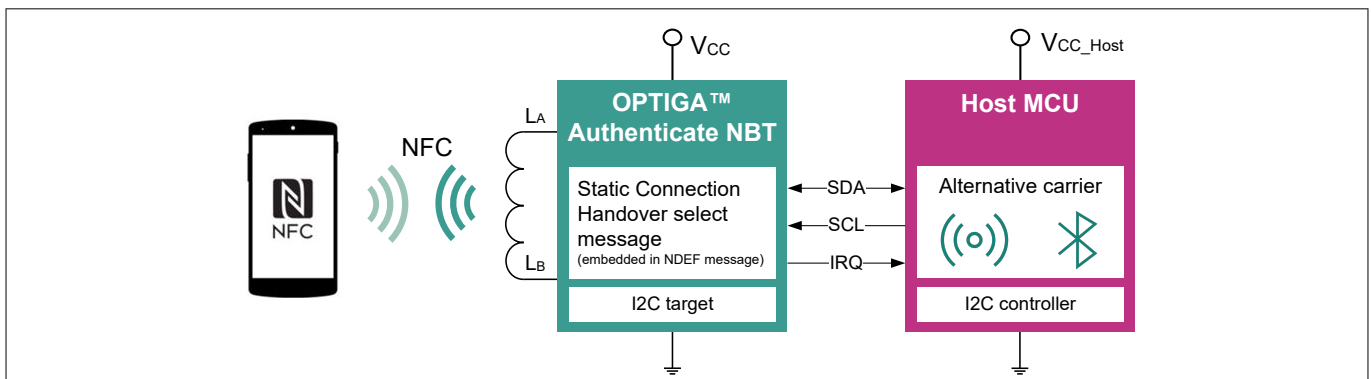 VCC
VCC_Host
OPTIGA™
Authenticate NBT
Host MCU
LA
NFC
NFC
Static Connection
Handover select
message
(embedded in NDEF message)
SDA
SCL
IRQ
Alternative carrier
LB
I2C target
I2C controller